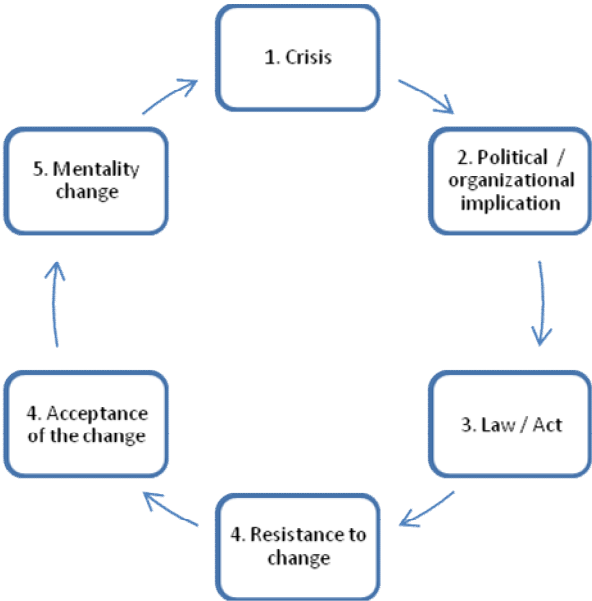 1. Crisis
2. Political /
organizational
implication
3. Law / Act
4. Resistance to
change
4. Acceptance
of the change
5. Mentality
change